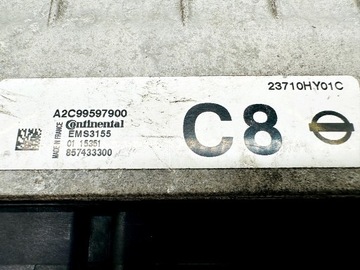 23710HY01C
A2C99597900
Continental
EMS3155
01 15351
857433300
MADE IN FRANCE
C8